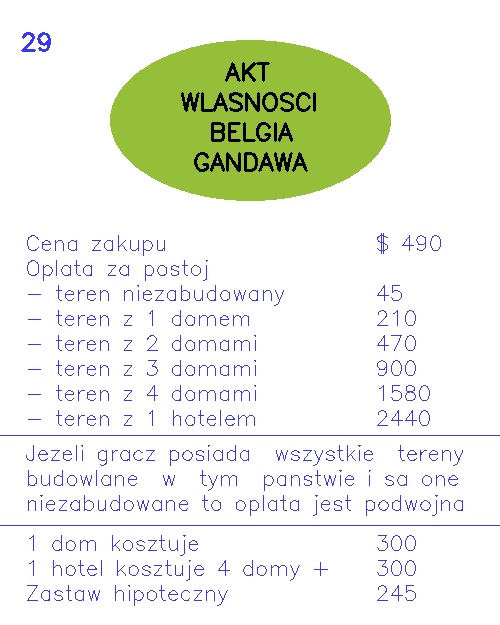 29
AKT
WLASNOSCI
BELGIA
GANDAWA
Cena zakupu $ 490
Oplata za postoj
- teren niezabudowany 45
- teren z 1 domem 210
- teren z 2 domami 470
- teren z 3 domami 900
- teren z 4 domami 1580
- teren z 1 hotelem 2440
Jezeli gracz posiada wszystkie tereny
budowlane w tym panstwie i sa one
niezabudowane to oplata jest podwojna
1 dom kosztuje 300
1 hotel kosztuje 4 domy + 300
Zastaw hipoteczny 245